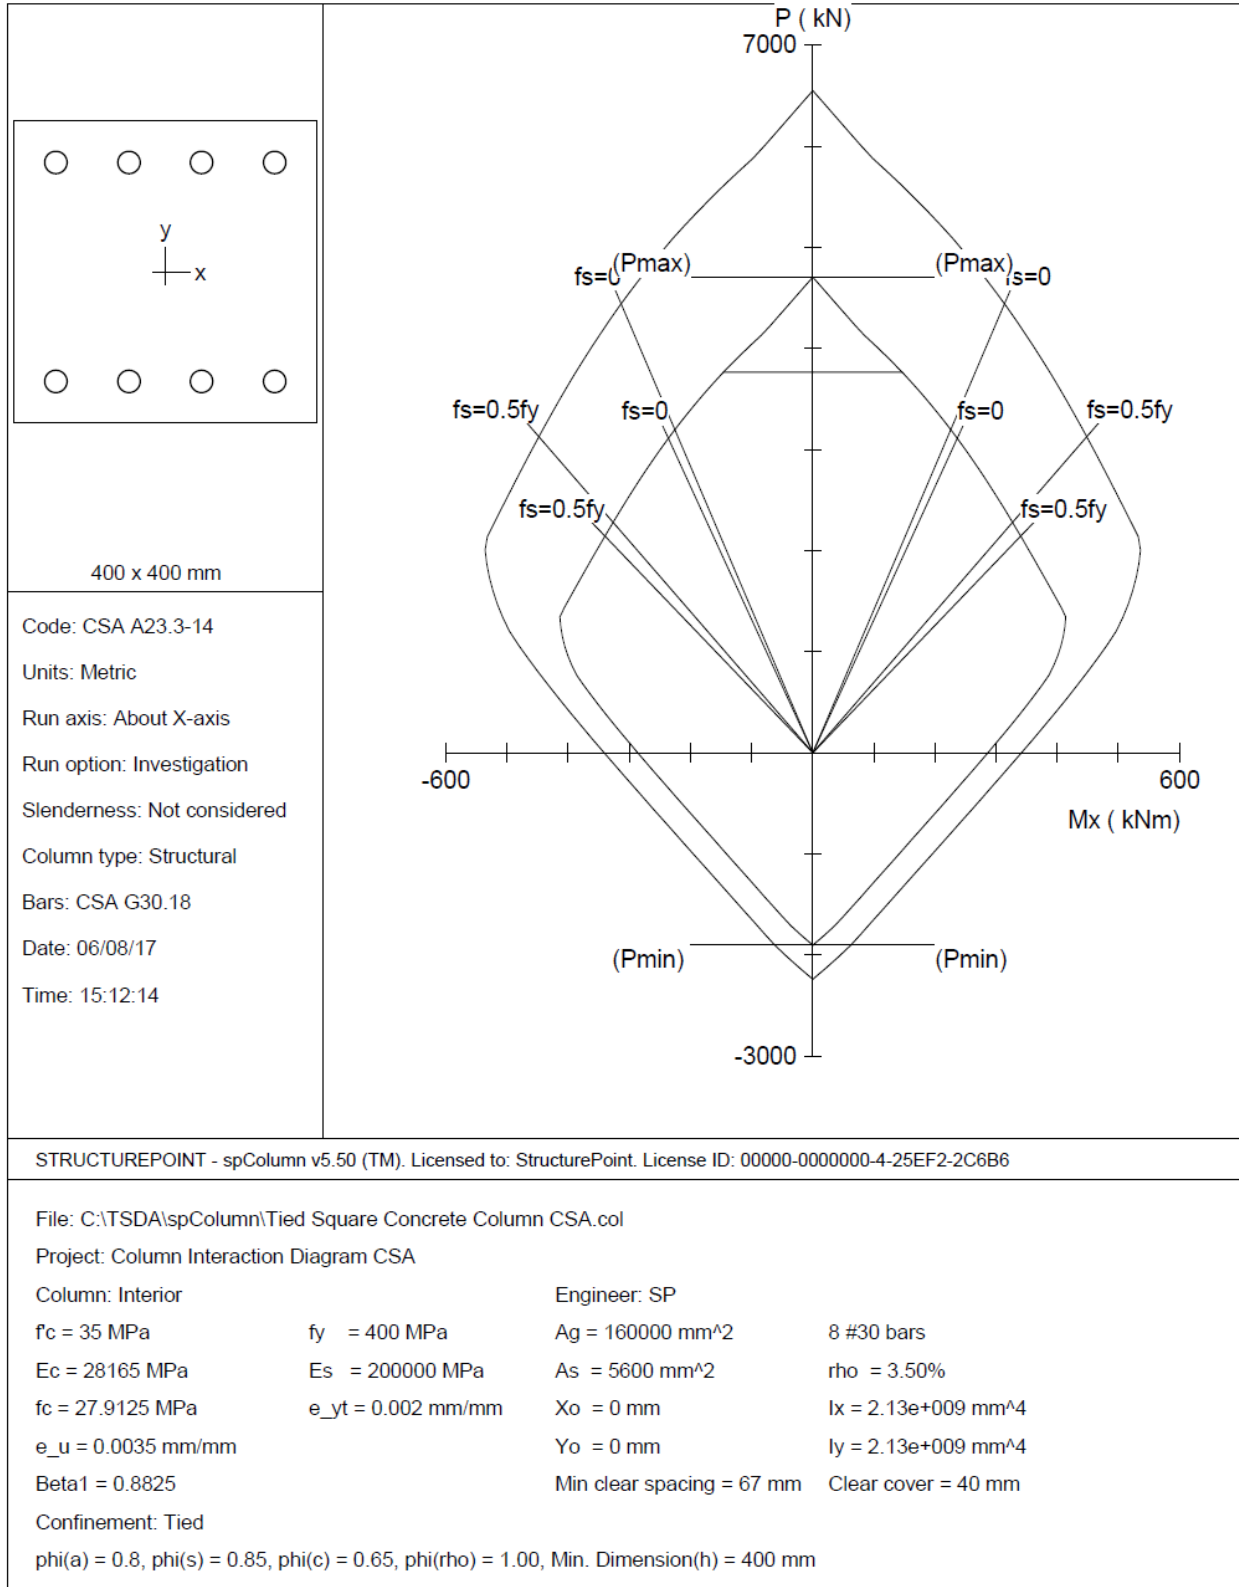 P ( kN)
7000
y
x
(Pmax)
(Pmax)
fs=0
fs=0
fs=0.5fy
fs=0
fs=0
fs=0.5fy
fs=0.5fy
fs=0.5fy
-600
600
Mx ( kNm)
(Pmin)
(Pmin)
-3000
400 x 400 mm
Code: CSA A23.3-14
Units: Metric
Run axis: About X-axis
Run option: Investigation
Slenderness: Not considered
Column type: Structural
Bars: CSA G30.18
Date: 06/08/17
Time: 15:12:14
STRUCTUREPOINT - spColumn v5.50 (TM). Licensed to: StructurePoint. License ID: 00000-0000000-4-25EF2-2C6B6
File: C:\TSDA\spColumn\Tied Square Concrete Column CSA.col
Project: Column Interaction Diagram CSA
Column: Interior Engineer: SP
f'c = 35 MPa fy = 400 MPa Ag = 160000 mm^2 8 #30 bars
Ec = 28165 MPa Es = 200000 MPa As = 5600 mm^2 rho = 3.50%
fc = 27.9125 MPa e_yt = 0.002 mm/mm Xo = 0 mm Ix = 2.13e+009 mm^4
e_u = 0.0035 mm/mm Yo = 0 mm Iy = 2.13e+009 mm^4
Beta1 = 0.8825 Min clear spacing = 67 mm Clear cover = 40 mm
Confinement: Tied
phi(a) = 0.8, phi(s) = 0.85, phi(c) = 0.65, phi(rho) = 1.00, Min. Dimension(h) = 400 mm